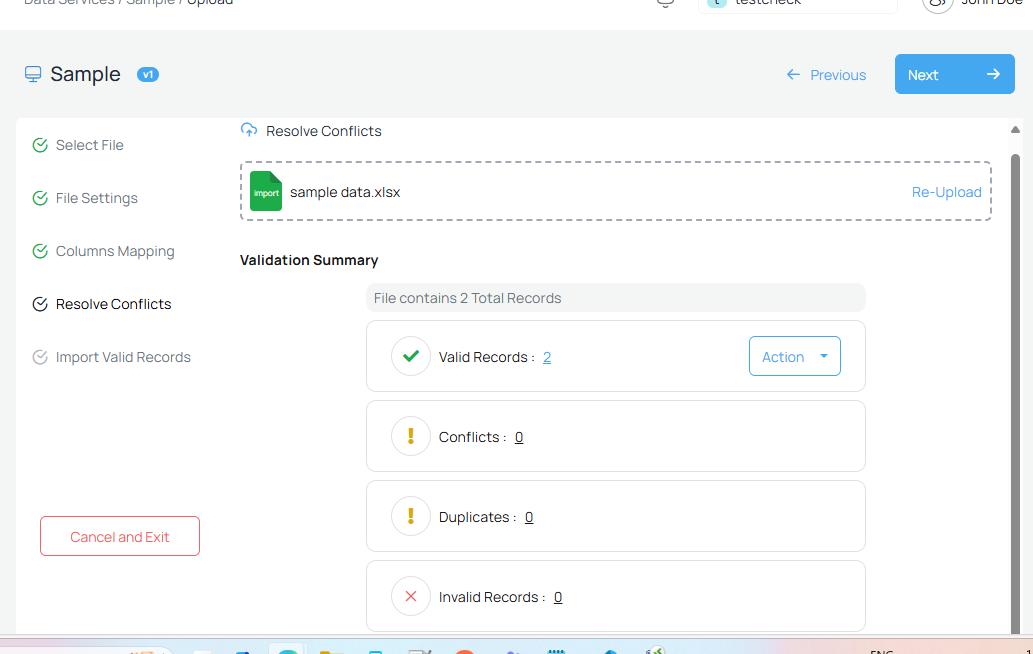 Data Services / Sample / Upload
t testcheck
John Doe
Sample v1
Previous
Next
Select File
File Settings
Columns Mapping
Resolve Conflicts
Import Valid Records
Cancel and Exit
Resolve Conflicts
import sample data.xlsx
Re-Upload
Validation Summary
File contains 2 Total Records
Valid Records : 2
Action
Conflicts : 0
Duplicates : 0
Invalid Records : 0
ENG